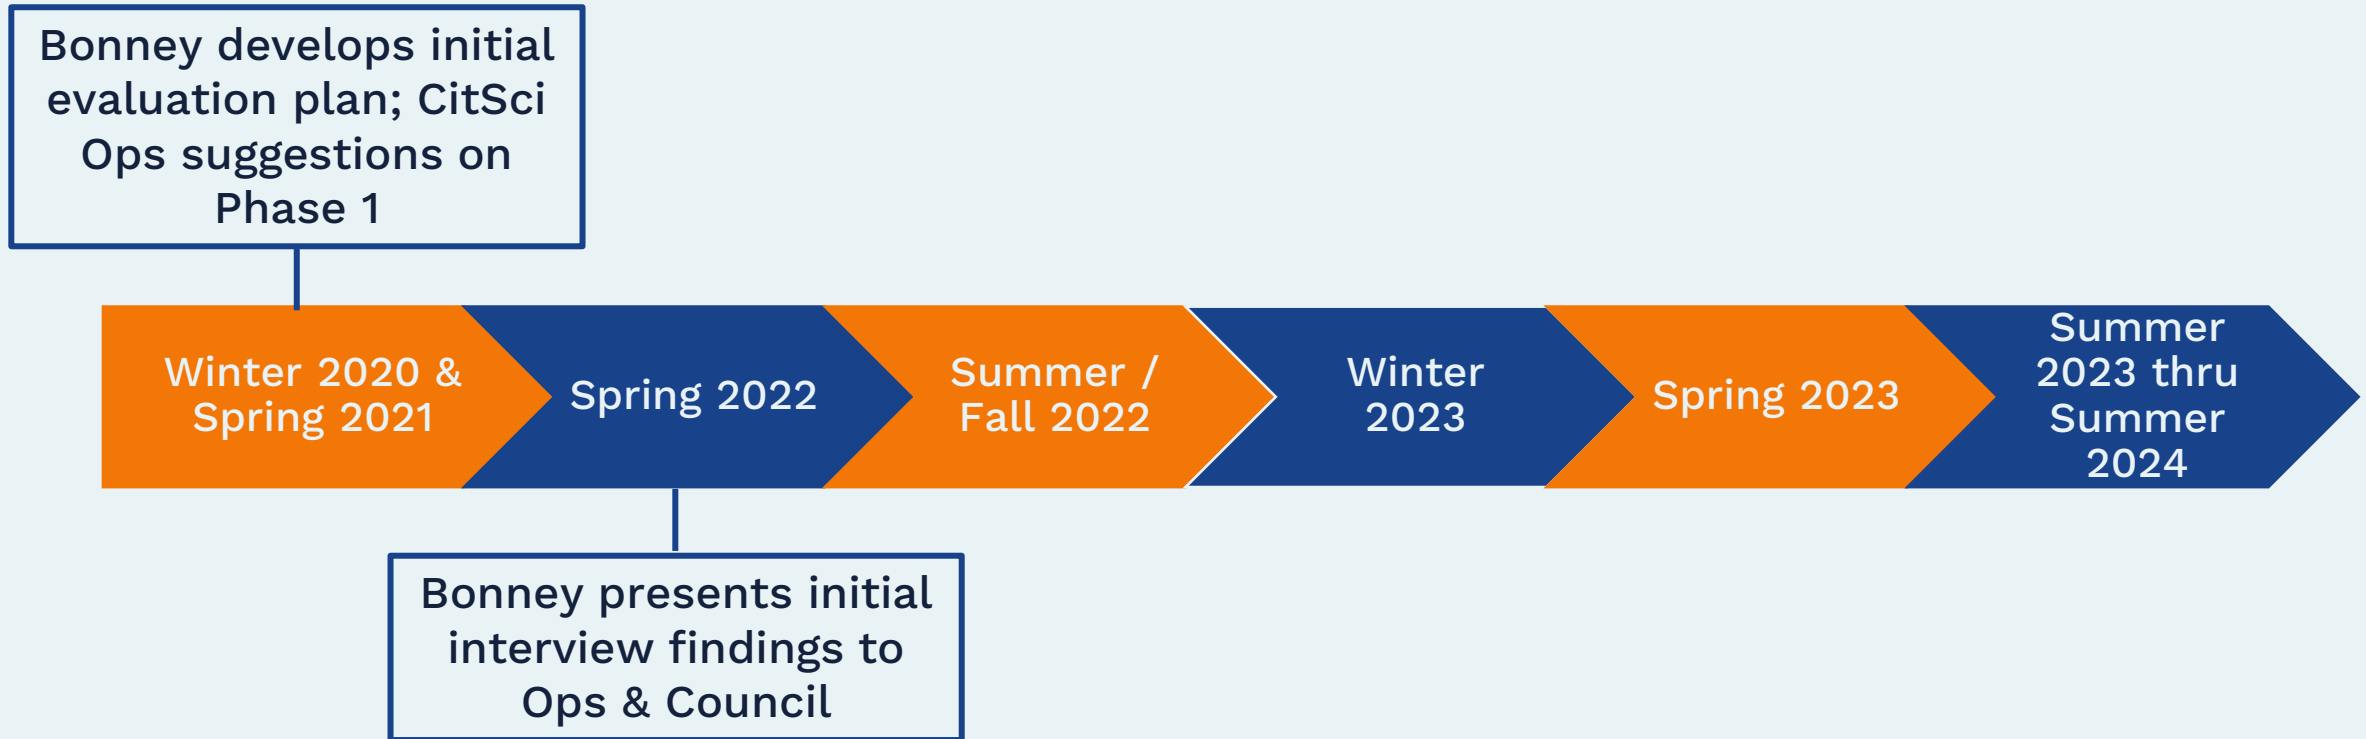 Bonney develops initial
evaluation plan; CitSci
Ops suggestions on
Phase 1
Winter 2020 &
Spring 2021
Spring 2022
Summer /
Fall 2022
Winter
2023
Spring 2023
Summer
2023 thru
Summer
2024
Bonney presents initial
interview findings to
Ops & Council